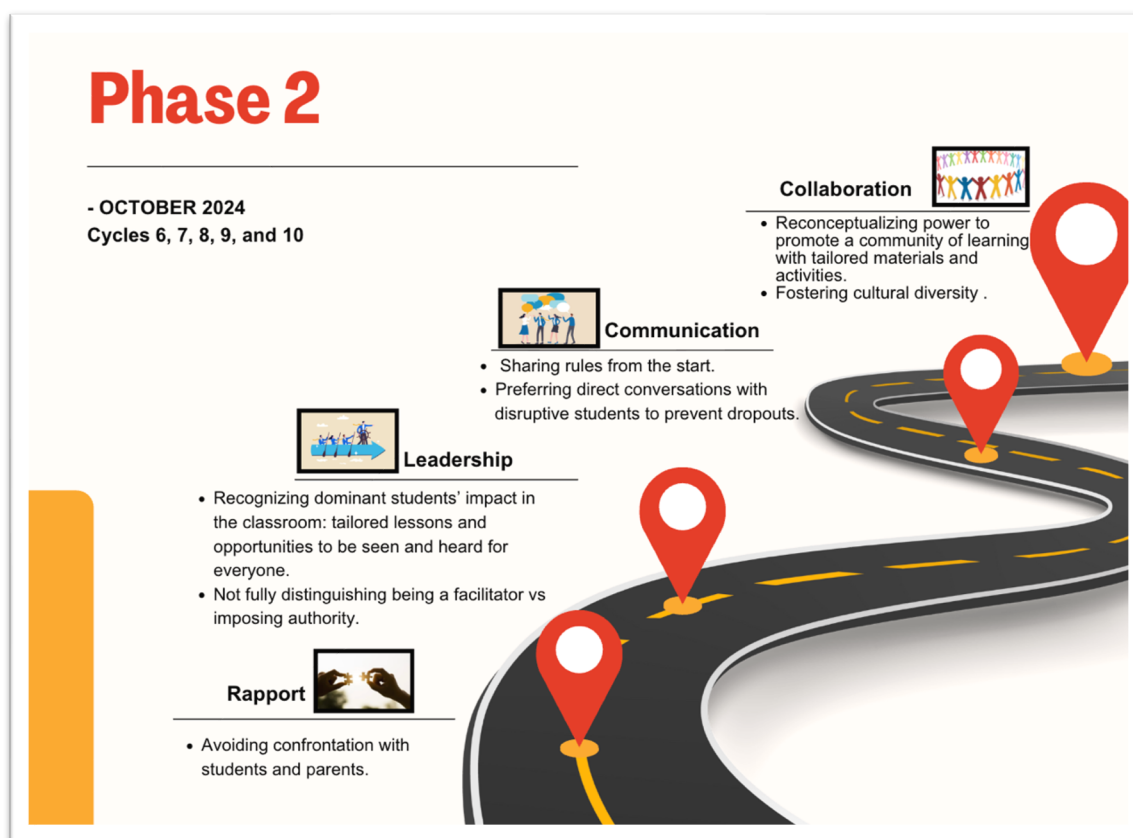 Phase 2
- OCTOBER 2024
Cycles 6, 7, 8, 9, and 10
Collaboration
• Reconceptualizing power to
promote a community of learning
with tailored materials and
activities.
• Fostering cultural diversity .
Communication
• Sharing rules from the start.
• Preferring direct conversations with
disruptive students to prevent dropouts.
Leadership
• Recognizing dominant students’ impact in
the classroom: tailored lessons and
opportunities to be seen and heard for
everyone.
• Not fully distinguishing being a facilitator vs
imposing authority.
Rapport
• Avoiding confrontation with
students and parents.